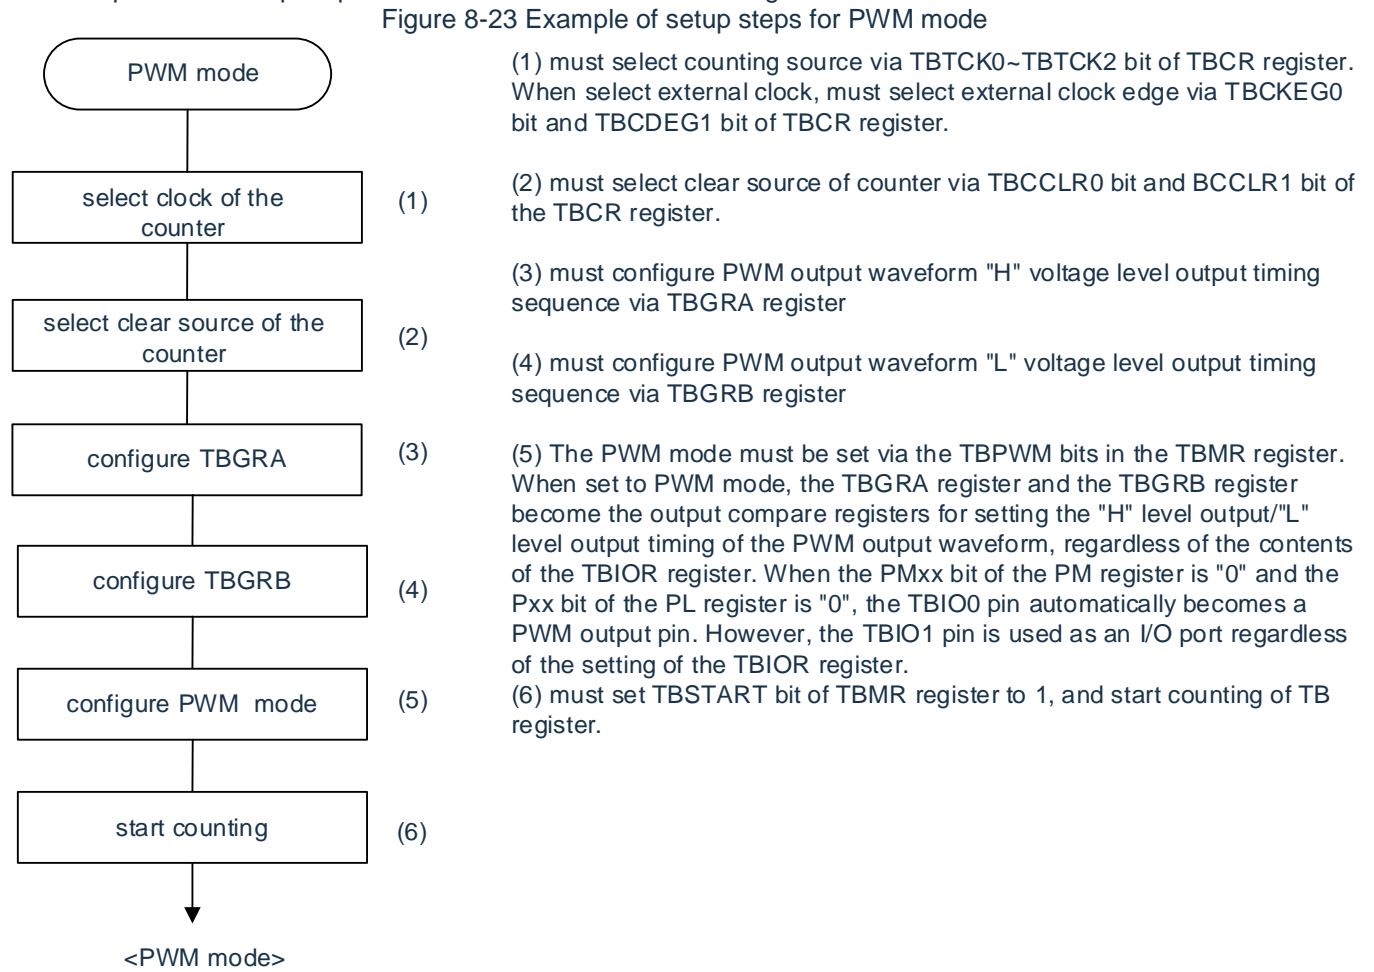 Figure 8-23 Example of setup steps for PWM mode
PWM mode
select clock of the
counter
(1)
select clear source of the
counter
(2)
configure TBGRA
(3)
configure TBGRB
(4)
configure PWM mode
(5)
start counting
(6)
<PWM mode>
(1) must select counting source via TBTCK0~TBTCK2 bit of TBCR register.
When select external clock, must select external clock edge via TBCKEG0
bit and TBCDEG1 bit of TBCR register.
(2) must select clear source of counter via TBCCLR0 bit and BCCLR1 bit of
the TBCR register.
(3) must configure PWM output waveform "H" voltage level output timing
sequence via TBGRA register
(4) must configure PWM output waveform "L" voltage level output timing
sequence via TBGRB register
(5) The PWM mode must be set via the TBPWM bits in the TBMR register.
When set to PWM mode, the TBGRA register and the TBGRB register
become the output compare registers for setting the "H" level output/"L"
level output timing of the PWM output waveform, regardless of the contents
of the TBIOR register. When the PMxx bit of the PM register is "0" and the
Pxx bit of the PL register is "0", the TBIO0 pin automatically becomes a
PWM output pin. However, the TBIO1 pin is used as an I/O port regardless
of the setting of the TBIOR register.
(6) must set TBSTART bit of TBMR register to 1, and start counting of TB
register.